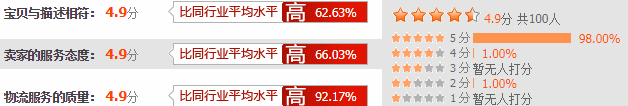 宝贝与描述相符： 4.9分 比同行业平均水平 高 62.63%
卖家的服务态度： 4.9分 比同行业平均水平 高 66.03%
物流服务的质量： 4.9分 比同行业平均水平 高 92.17%
4.9分 共100人
5分 98.00%
4分 1.00%
3分 暂无人打分
2分 1.00%
1分 暂无人打分